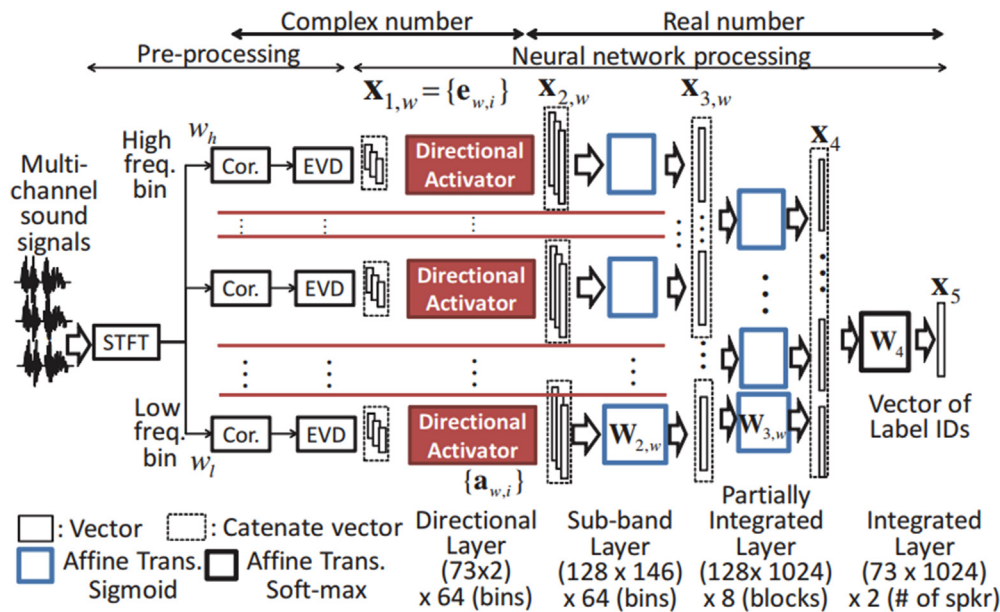 Complex number
Real number
Pre-processing
Neural network processing
X1,w = {ew,i}
X2,w
X3,w
X4
X5
Multi-
channel
sound
signals
High
freq.
bin
wh
Cor.
EVD
Directional
Activator
Cor.
EVD
Directional
Activator
STFT
W4
Low
freq.
bin
wl
Cor.
EVD
Directional
Activator
W2,w
W3,w
{aw,i}
Vector of
Label IDs
: Vector
: Catenate vector
Affine Trans.
Sigmoid
Affine Trans.
Soft-max
Directional
Layer
(73x2)
x 64 (bins)
Sub-band
Layer
(128 x 146)
x 64 (bins)
Partially
Integrated
Layer
(128x 1024)
x 8 (blocks)
Integrated
Layer
(73 x 1024)
x 2 (# of spkr)